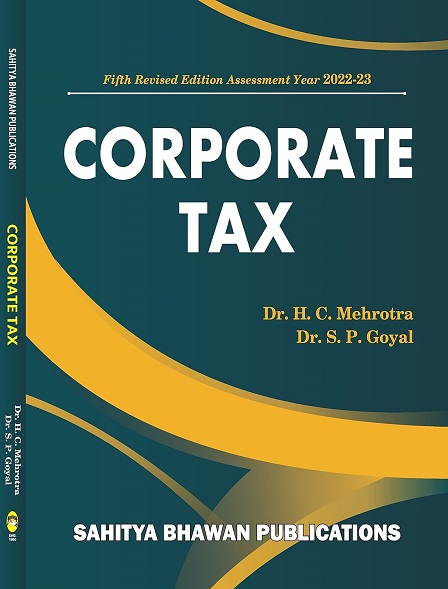 Fifth Revised Edition Assessment Year 2022-23
CORPORATE
TAX
Dr. H. C. Mehrotra
Dr. S. P. Goyal
SAHITYA BHAWAN PUBLICATIONS
SAHITYA BHAWAN PUBLICATIONS
CORPORATE TAX
Dr. H. C. Mehrotra
Dr. S. P. Goyal